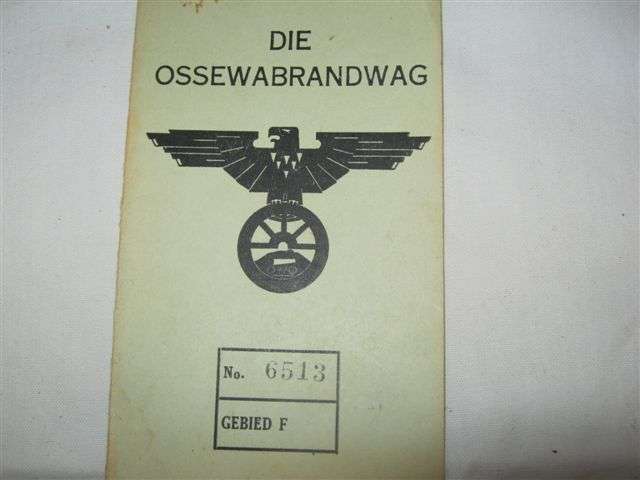 DIE
OSSEWABRANDWAG
No. 6513
GEBIED F